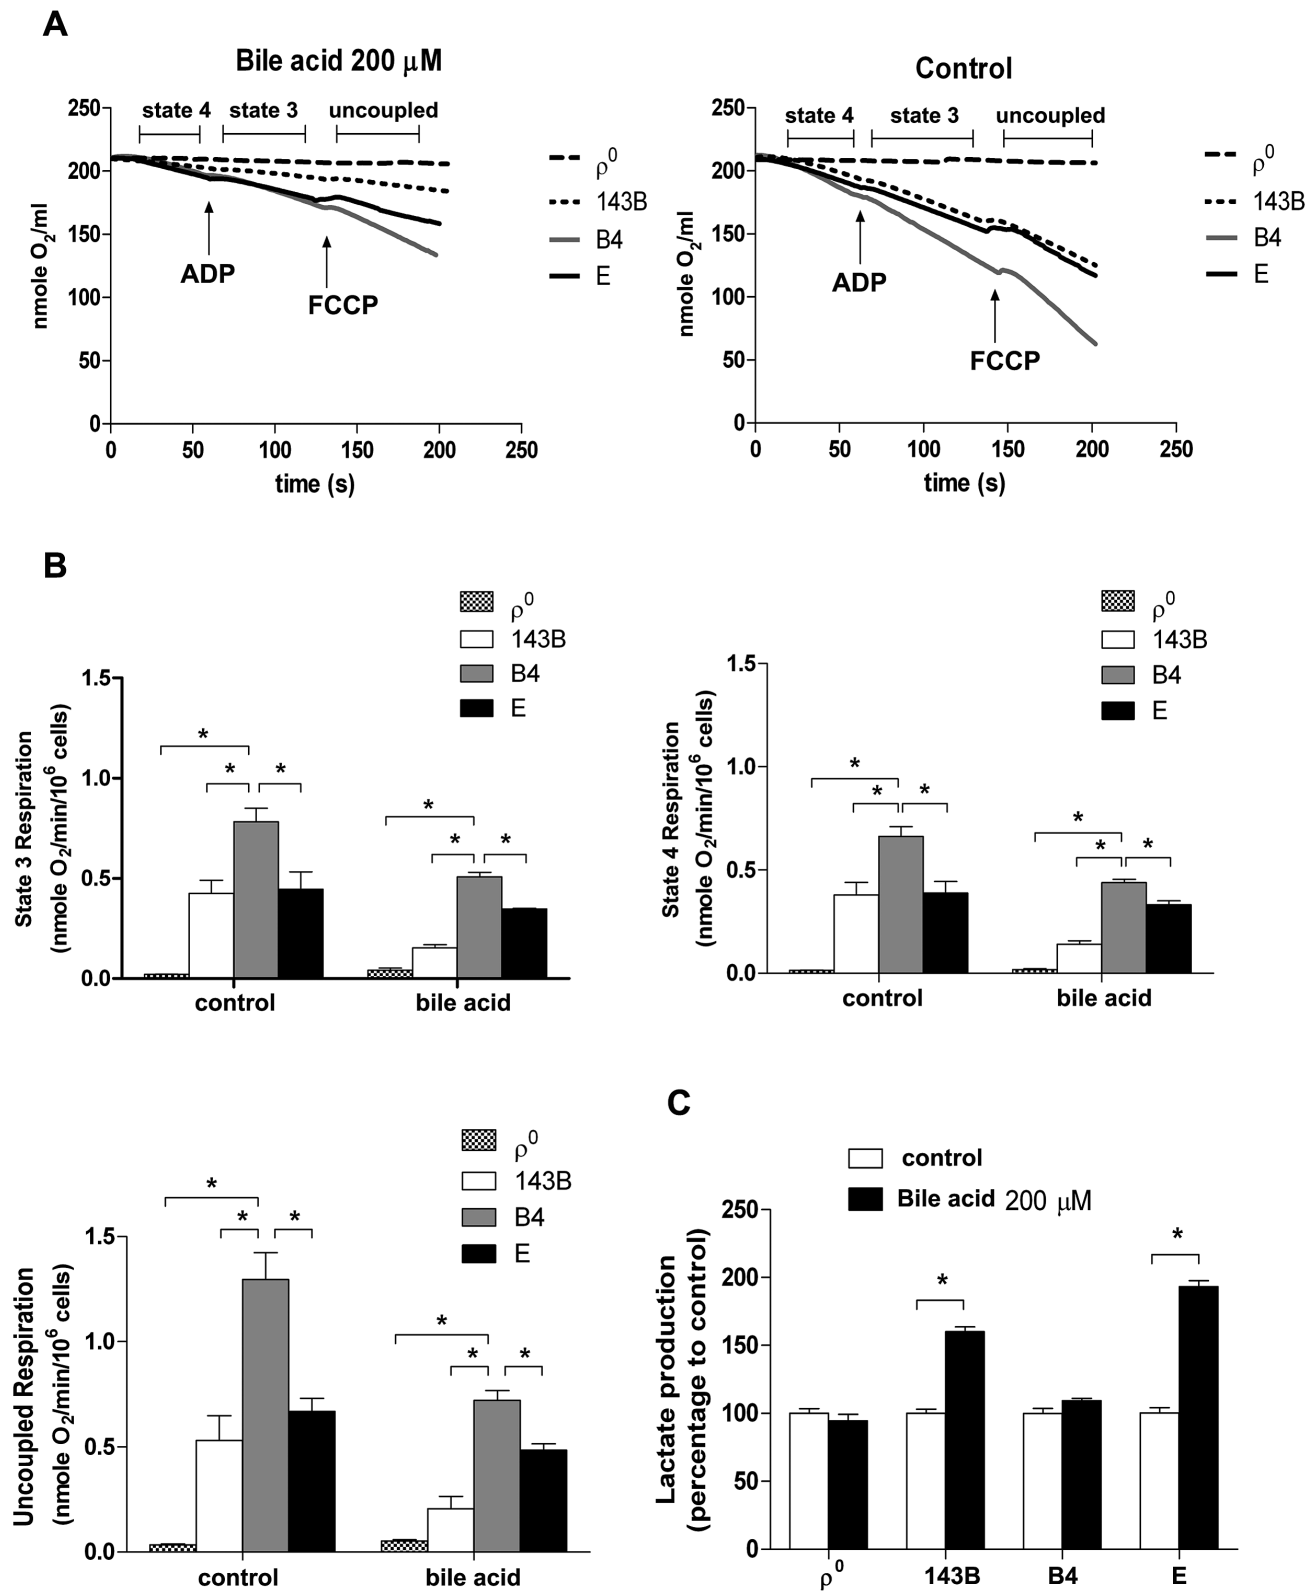 A
Bile acid 200 μM
250
200
150
100
50
0
nmole O2/ml
state 4
state 3
uncoupled
ADP
FCCP
0
50
100
150
200
250
time (s)
ρ0
143B
B4
E
Control
250
200
150
100
50
0
nmole O2/ml
state 4
state 3
uncoupled
ADP
FCCP
0
50
100
150
200
250
time (s)
ρ0
143B
B4
E
B
ρ0
143B
B4
E
State 3 Respiration
(nmole O2/min/10^6 cells)
1.5
1.0
0.5
0.0
*
*
*
*
*
*
control
bile acid
ρ0
143B
B4
E
State 4 Respiration
(nmole O2/min/10^6 cells)
1.5
1.0
0.5
0.0
*
*
*
*
*
*
control
bile acid
ρ0
143B
B4
E
Uncoupled Respiration
(nmole O2/min/10^6 cells)
1.5
1.0
0.5
0.0
*
*
*
*
*
*
control
bile acid
C
control
Bile acid 200 μM
Lactate production
(percentage to control)
250
200
150
100
50
0
*
*
ρ0
143B
B4
E